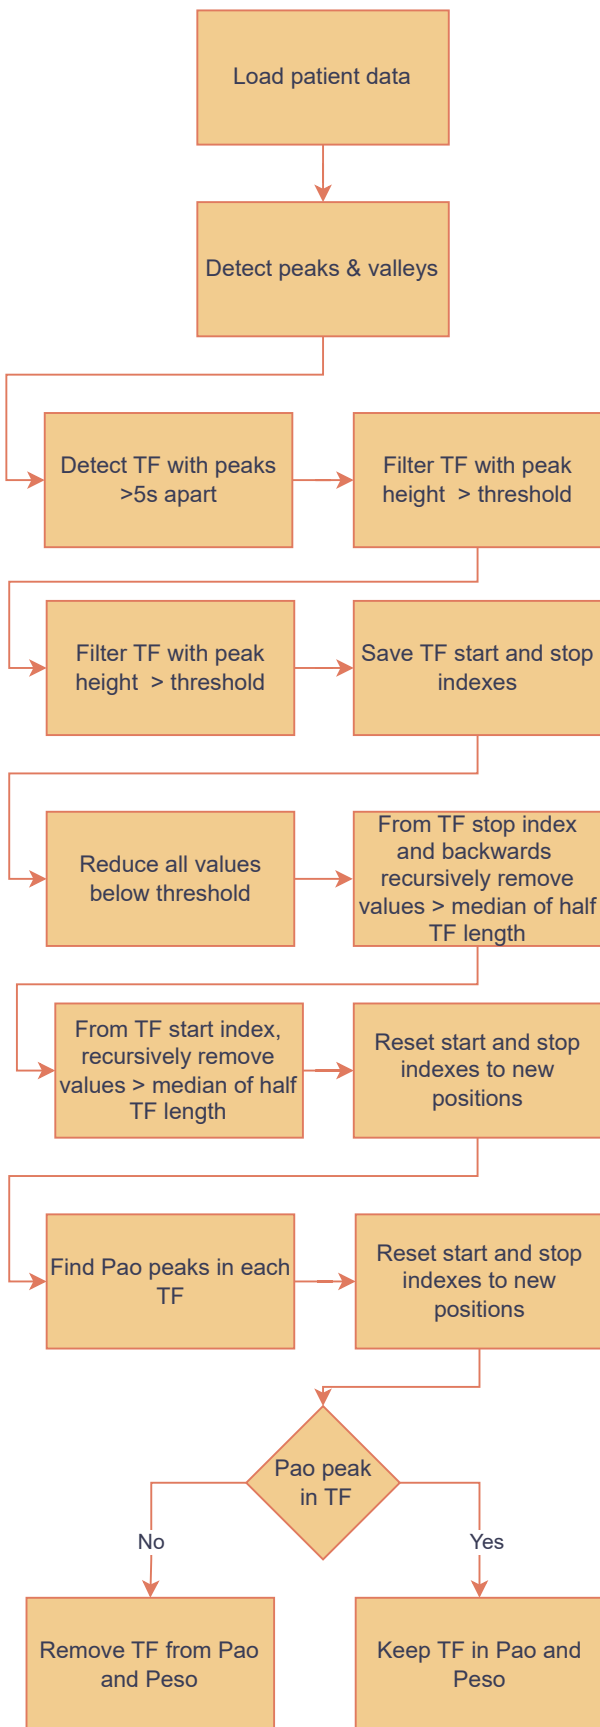 Load patient data
Detect peaks & valleys
Detect TF with peaks
>5s apart
Filter TF with peak
height > threshold
Filter TF with peak
height > threshold
Save TF start and stop
indexes
Reduce all values
below threshold
From TF stop index
and backwards
recursively remove
values > median of half
TF length
From TF start index,
recursively remove
values > median of half
TF length
Reset start and stop
indexes to new
positions
Find Pao peaks in each
TF
Reset start and stop
indexes to new
positions
Pao peak
in TF
No
Yes
Remove TF from Pao
and Peso
Keep TF in Pao and
Peso